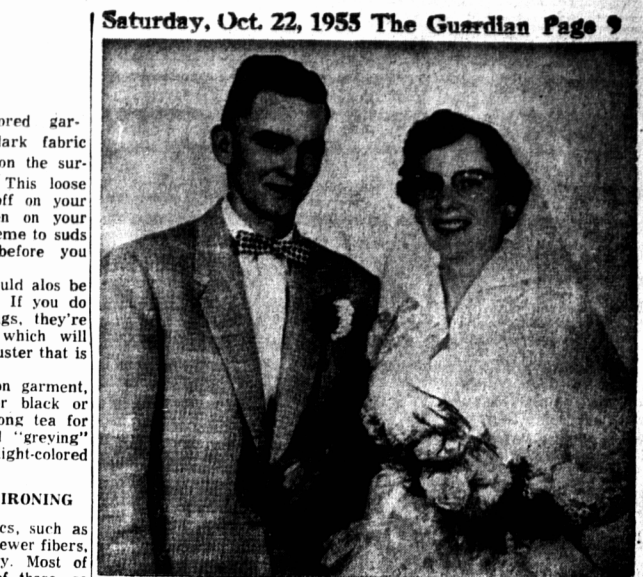 Saturday, Oct. 22, 1955 The Guardian Page 9
ored gar-
dark fabric
on the sur-
This loose
off on your
n on your
eme to suds
before you
uld alos be
If you do
gs, they're
which will
uster that is
on garment,
r black or
ong tea for
"greying"
ight-colored
IRONING
cs, such as
ewer fibers,
y. Most of
of these